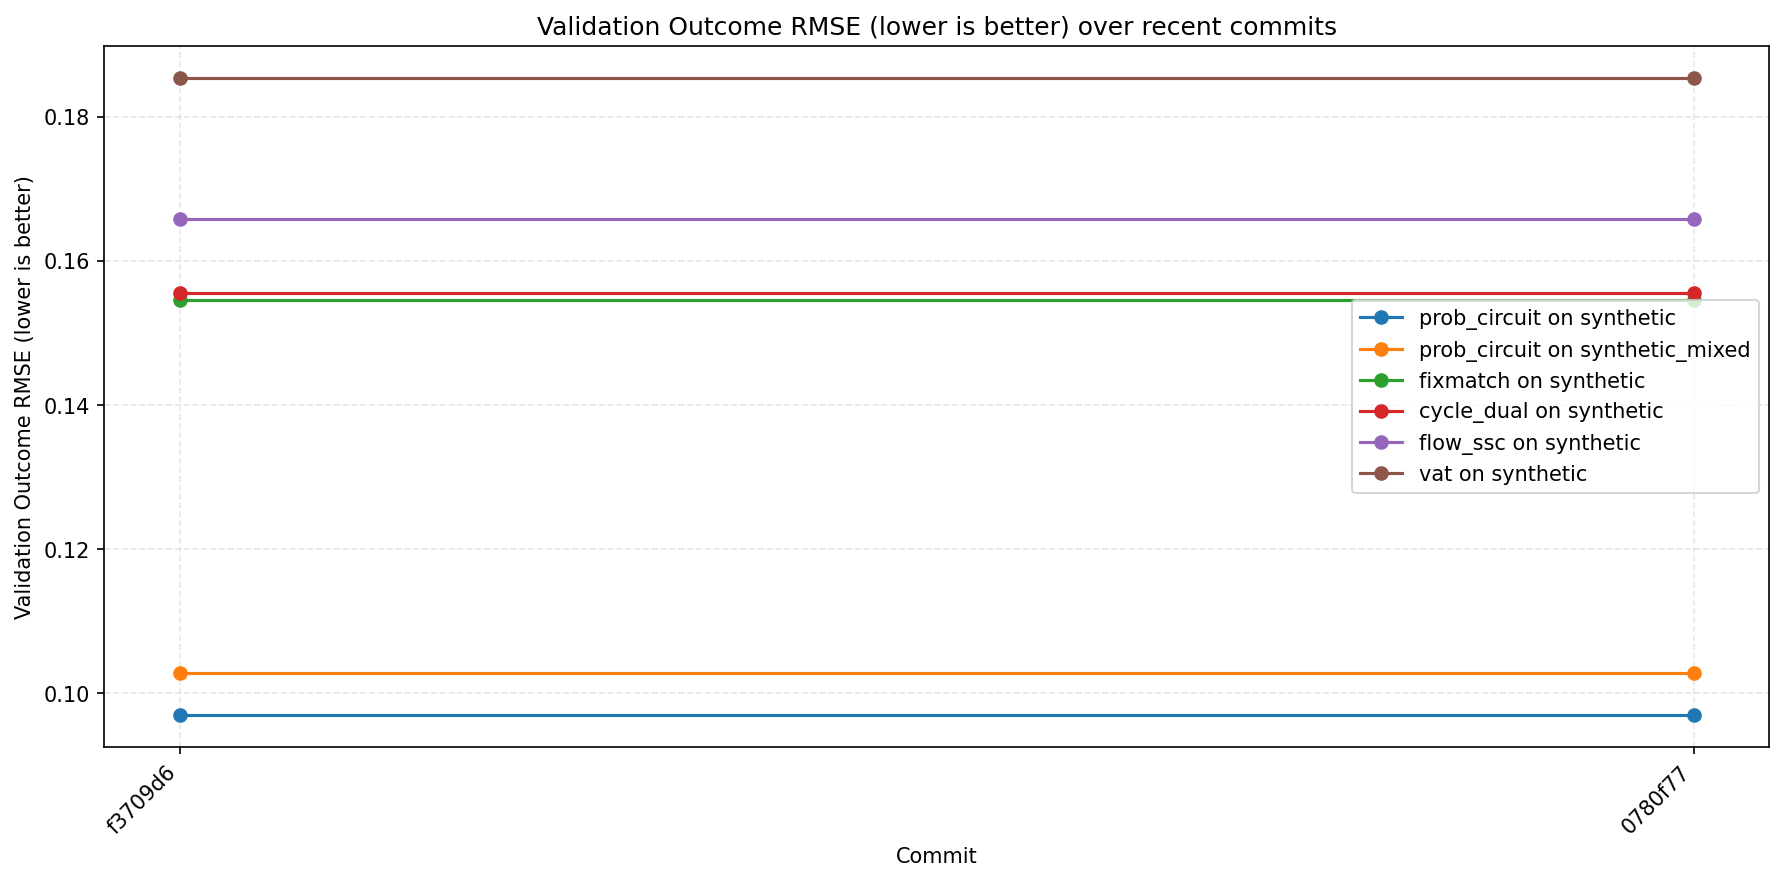 Validation Outcome RMSE (lower is better) over recent commits
Validation Outcome RMSE (lower is better)
0.18
0.16
0.14
0.12
0.10
prob_circuit on synthetic
prob_circuit on synthetic_mixed
fixmatch on synthetic
cycle_dual on synthetic
flow_ssc on synthetic
vat on synthetic
f3709d6
0780f77
Commit